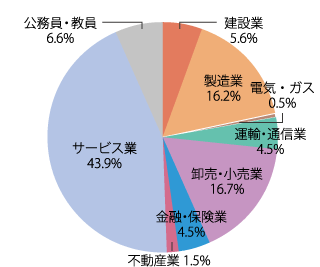 公務員・教員
6.6%
建設業
5.6%
製造業
16.2%
電気・ガス
0.5%
運輸・通信業
4.5%
卸売・小売業
16.7%
金融・保険業
4.5%
不動産業 1.5%
サービス業
43.9%